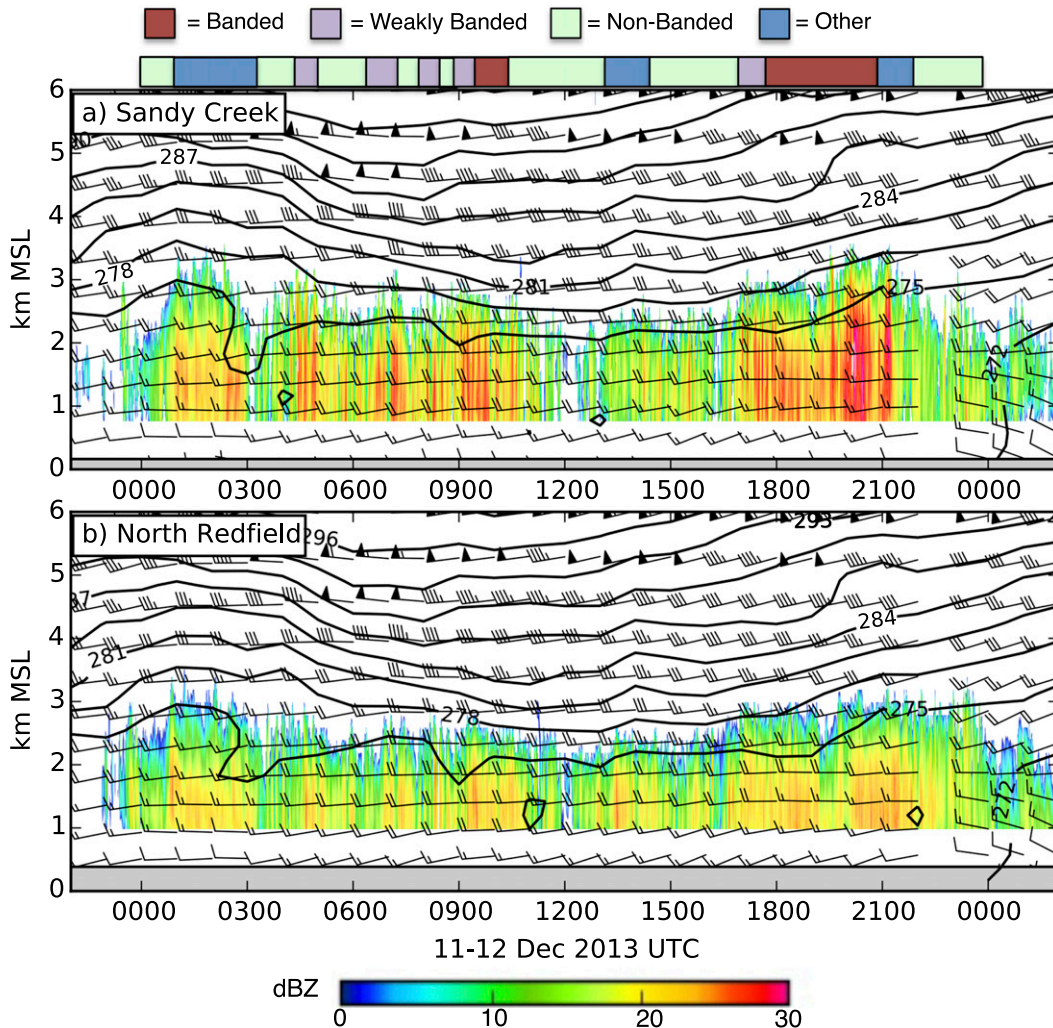 = Banded = Weakly Banded = Non-Banded = Other
a) Sandy Creek
6
5
4
3
2
1
0
km MSL
287
284
278
281
275
272
0000 0300 0600 0900 1200 1500 1800 2100 0000
b) North Redfield
6
5
4
3
2
1
0
km MSL
296
293
284
281
278
275
272
0000 0300 0600 0900 1200 1500 1800 2100 0000
11-12 Dec 2013 UTC
dBZ
0 10 20 30